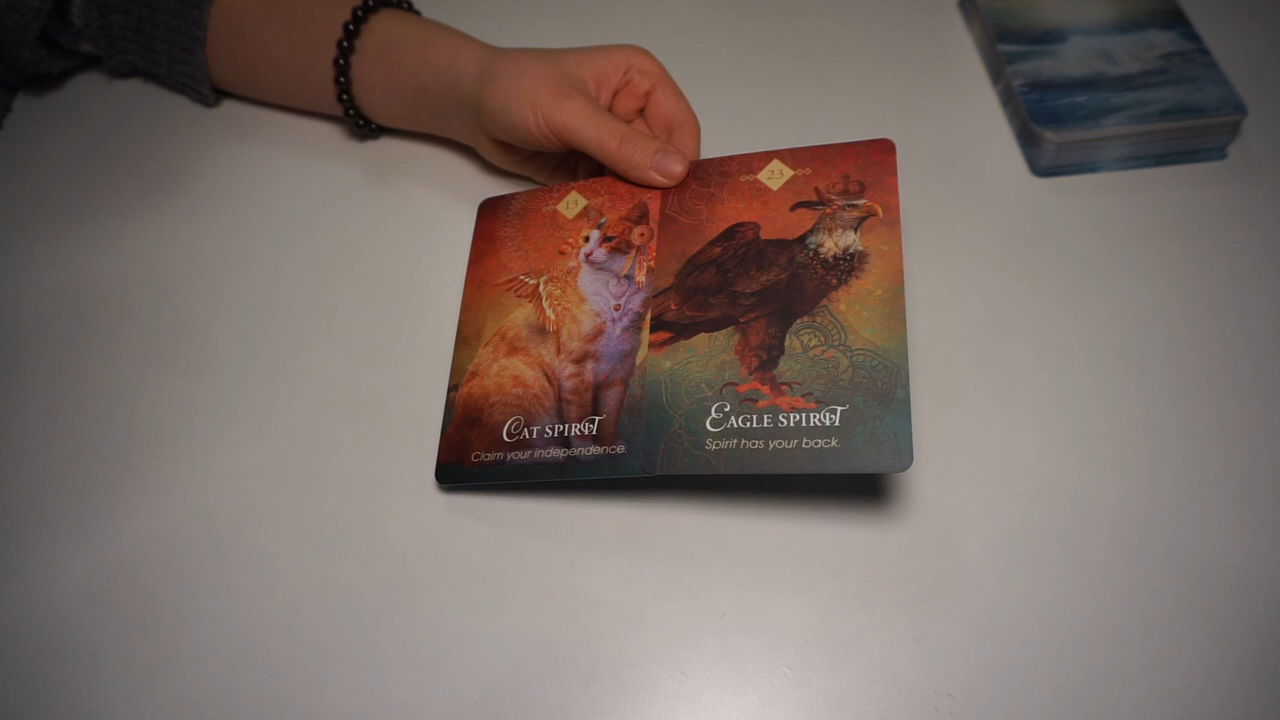 13
CAT SPIRIT
Claim your independence.
23
EAGLE SPIRIT
Spirit has your back.